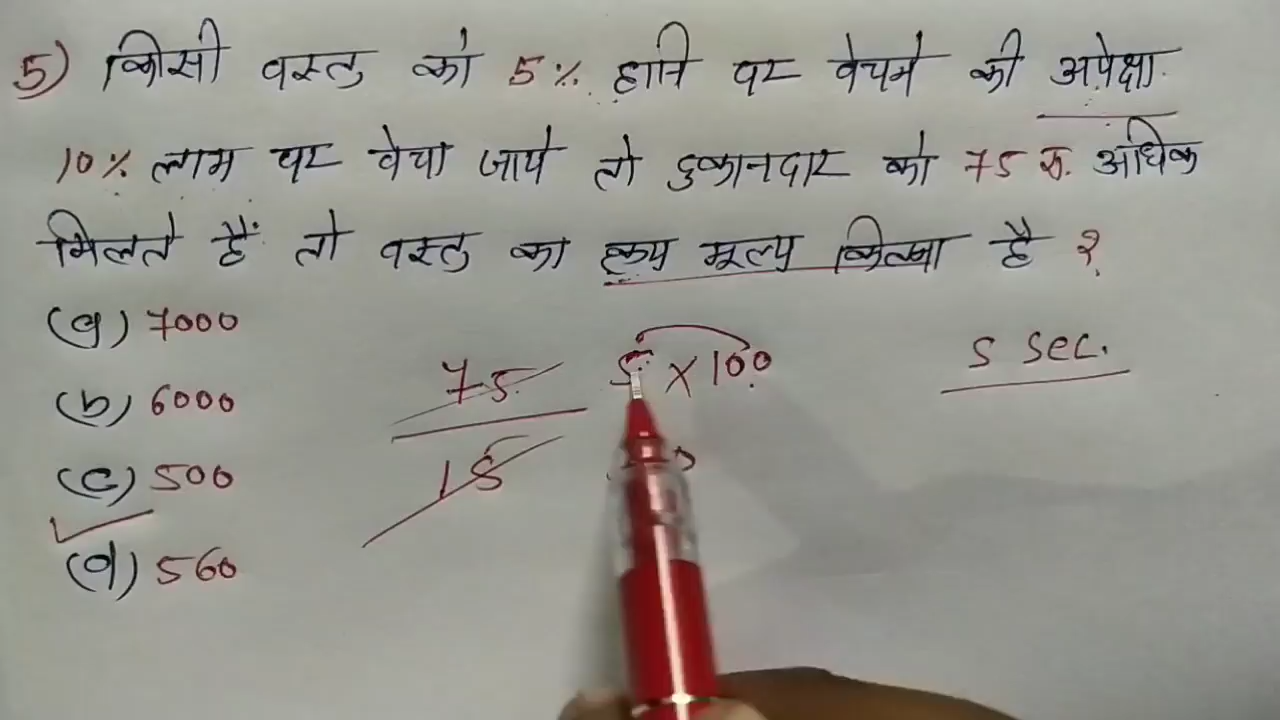 5) किसी वस्तु को 5% हानि पर वेचने की अपेक्षा
10% लाभ पर वेचा जाये तो दुकानदार को 75 रु. अधिक
मिलते हैं तो वस्तु का क्रय मूल्य कितना है ?
(a) 7000
(b) 6000
(c) 500
(d) 560
75
15
5 × 100
5 Sec.